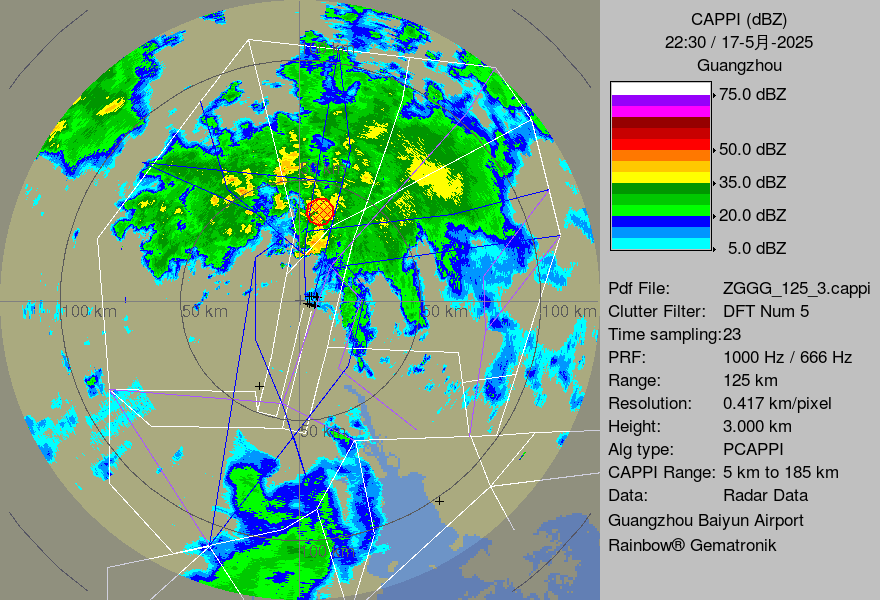 CAPPI (dBZ)
22:30 / 17-5月-2025
Guangzhou
75.0 dBZ
50.0 dBZ
35.0 dBZ
20.0 dBZ
5.0 dBZ
Pdf File: ZGGG_125_3.cappi
Clutter Filter: DFT Num 5
Time sampling:23
PRF: 1000 Hz / 666 Hz
Range: 125 km
Resolution: 0.417 km/pixel
Height: 3.000 km
Alg type: PCAPPI
CAPPI Range: 5 km to 185 km
Data: Radar Data
Guangzhou Baiyun Airport
Rainbow® Gematronik
100 km
100 km
50 km
50 km
100 km
50 km
100 km